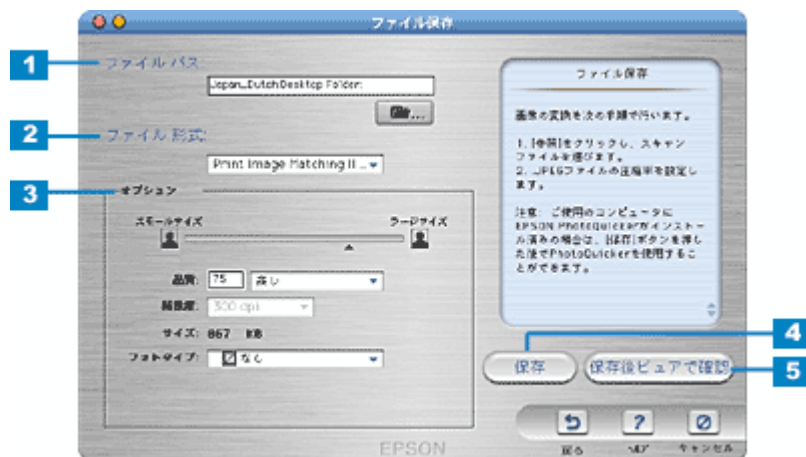 ファイル保存
1
ファイル パス:
Japan_Dutch:Desktop Folder:
...
2
ファイル 形式:
Print Image Matching II ...
3
オプション
スモールサイズ
ラージサイズ
品質: 75 高い
解像度: 300 dpi
サイズ: 867 KB
フォトタイプ: なし
ファイル保存
画像の変換を次の手順で行います。
1. [参照]をクリックし、スキャン
ファイルを選びます。
2. JPEGファイルの圧縮率を設定し
ます。
注意: ご使用のコンピュータに
EPSON PhotoQuickerがインストー
ル済みの場合は、[保存]ボタンを押し
た後でPhotoQuickerを使用するこ
とができます。
4
保存
保存後ビュアで確認
5
戻る
ヘルプ
キャンセル
EPSON